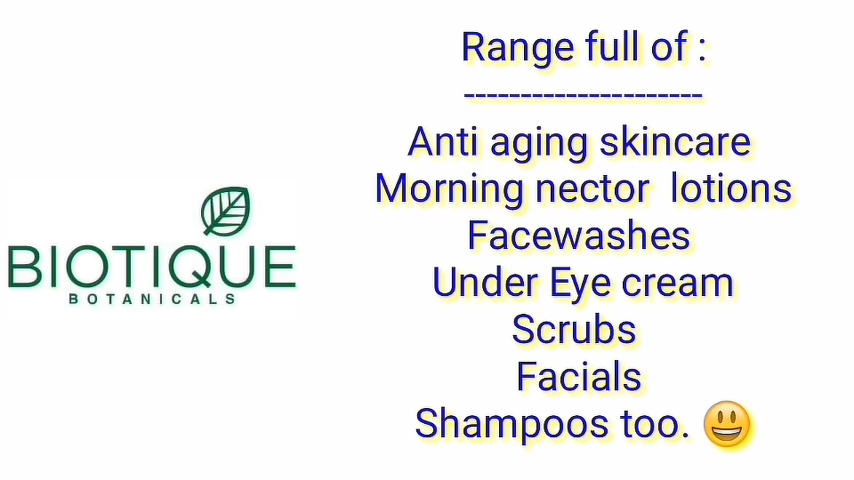 BIOTIQUE
BOTANICALS
Range full of :
---------------------
Anti aging skincare
Morning nector lotions
Facewashes
Under Eye cream
Scrubs
Facials
Shampoos too. 😃